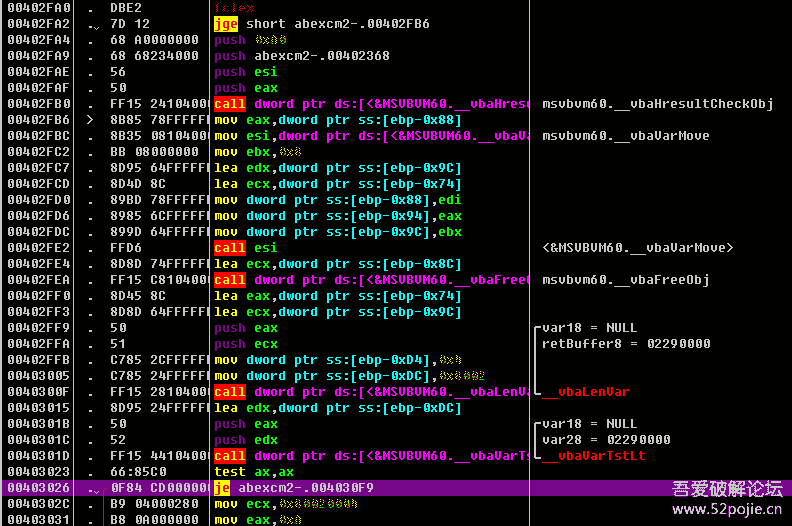 00402FA0 . DBE2 fclex
00402FA2 .⌄ 7D 12 jge short abexcm2-.00402FB6
00402FA4 . 68 A0000000 push 0xA0
00402FA9 . 68 68234000 push abexcm2-.00402368
00402FAE . 56 push esi
00402FAF . 50 push eax
00402FB0 . FF15 24104000 call dword ptr ds:[<&MSVBVM60.__vbaHresu msvbvm60.__vbaHresultCheckObj
00402FB6 > 8B85 78FFFFFF mov eax,dword ptr ss:[ebp-0x88]
00402FBC . 8B35 08104000 mov esi,dword ptr ds:[<&MSVBVM60.__vbaVa msvbvm60.__vbaVarMove
00402FC2 . BB 08000000 mov ebx,0x8
00402FC7 . 8D95 64FFFFFF lea edx,dword ptr ss:[ebp-0x9C]
00402FCD . 8D4D 8C lea ecx,dword ptr ss:[ebp-0x74]
00402FD0 . 89BD 78FFFFFF mov dword ptr ss:[ebp-0x88],edi
00402FD6 . 8985 6CFFFFFF mov dword ptr ss:[ebp-0x94],eax
00402FDC . 899D 64FFFFFF mov dword ptr ss:[ebp-0x9C],ebx
00402FE2 . FFD6 call esi <&MSVBVM60.__vbaVarMove>
00402FE4 . 8D8D 74FFFFFF lea ecx,dword ptr ss:[ebp-0x8C]
00402FEA . FF15 C8104000 call dword ptr ds:[<&MSVBVM60.__vbaFreeO msvbvm60.__vbaFreeObj
00402FF0 . 8D45 8C lea eax,dword ptr ss:[ebp-0x74]
00402FF3 . 8D8D 64FFFFFF lea ecx,dword ptr ss:[ebp-0x9C]
00402FF9 . 50 push eax var18 = NULL
00402FFA . 51 push ecx retBuffer8 = 02290000
00402FFB . C785 2CFFFFFF mov dword ptr ss:[ebp-0xD4],0x4
00403005 . C785 24FFFFFF mov dword ptr ss:[ebp-0xDC],0x8002
0040300F . FF15 28104000 call dword ptr ds:[<&MSVBVM60.__vbaLenVa __vbaLenVar
00403015 . 8D95 24FFFFFF lea edx,dword ptr ss:[ebp-0xDC]
0040301B . 50 push eax var18 = NULL
0040301C . 52 push edx var28 = 02290000
0040301D . FF15 44104000 call dword ptr ds:[<&MSVBVM60.__vbaVarTs __vbaVarTstLt
00403023 . 66:85C0 test ax,ax
00403026 .⌄ 0F84 CD000000 je abexcm2-.004030F9
0040302C . B9 04000280 mov ecx,0x80020004
00403031 . B8 0A000000 mov eax,0xA
吾爱破解论坛
www.52pojie.cn